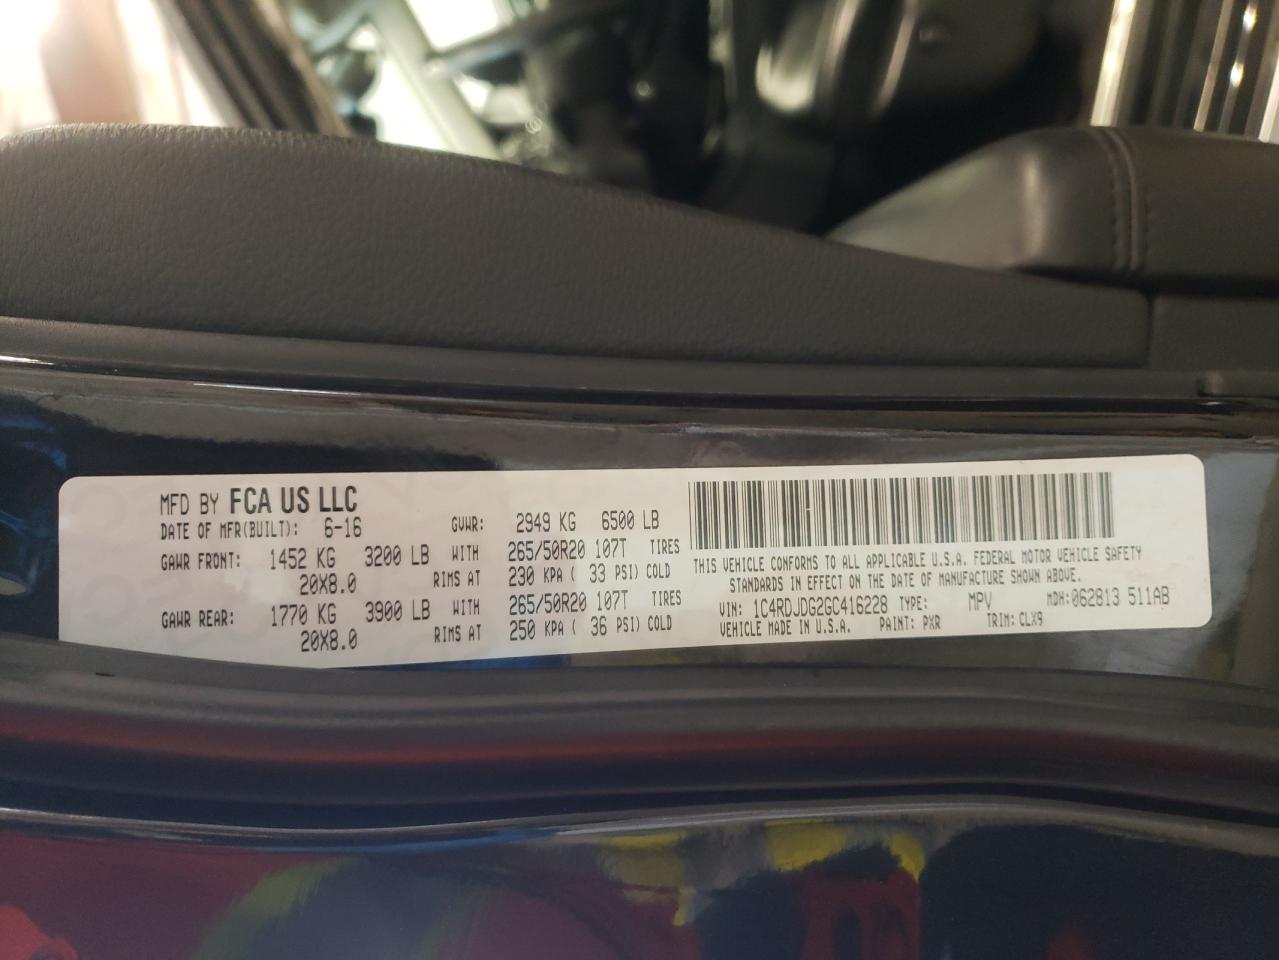 MFD BY FCA US LLC
DATE OF MFR(BUILT): 6-16 GVWR: 2949 KG 6500 LB
GAWR FRONT: 1452 KG 3200 LB WITH 265/50R20 107T TIRES
20X8.0 RIMS AT 230 KPA ( 33 PSI) COLD
GAWR REAR: 1770 KG 3900 LB WITH 265/50R20 107T TIRES
20X8.0 RIMS AT 250 KPA ( 36 PSI) COLD
THIS VEHICLE CONFORMS TO ALL APPLICABLE U.S.A. FEDERAL MOTOR VEHICLE SAFETY
STANDARDS IN EFFECT ON THE DATE OF MANUFACTURE SHOWN ABOVE.
VIN: 1C4RDJDG2GC416228 TYPE: MPV MDH: 062813 511AB
VEHICLE MADE IN U.S.A. PAINT: PXR TRIM: CLX9